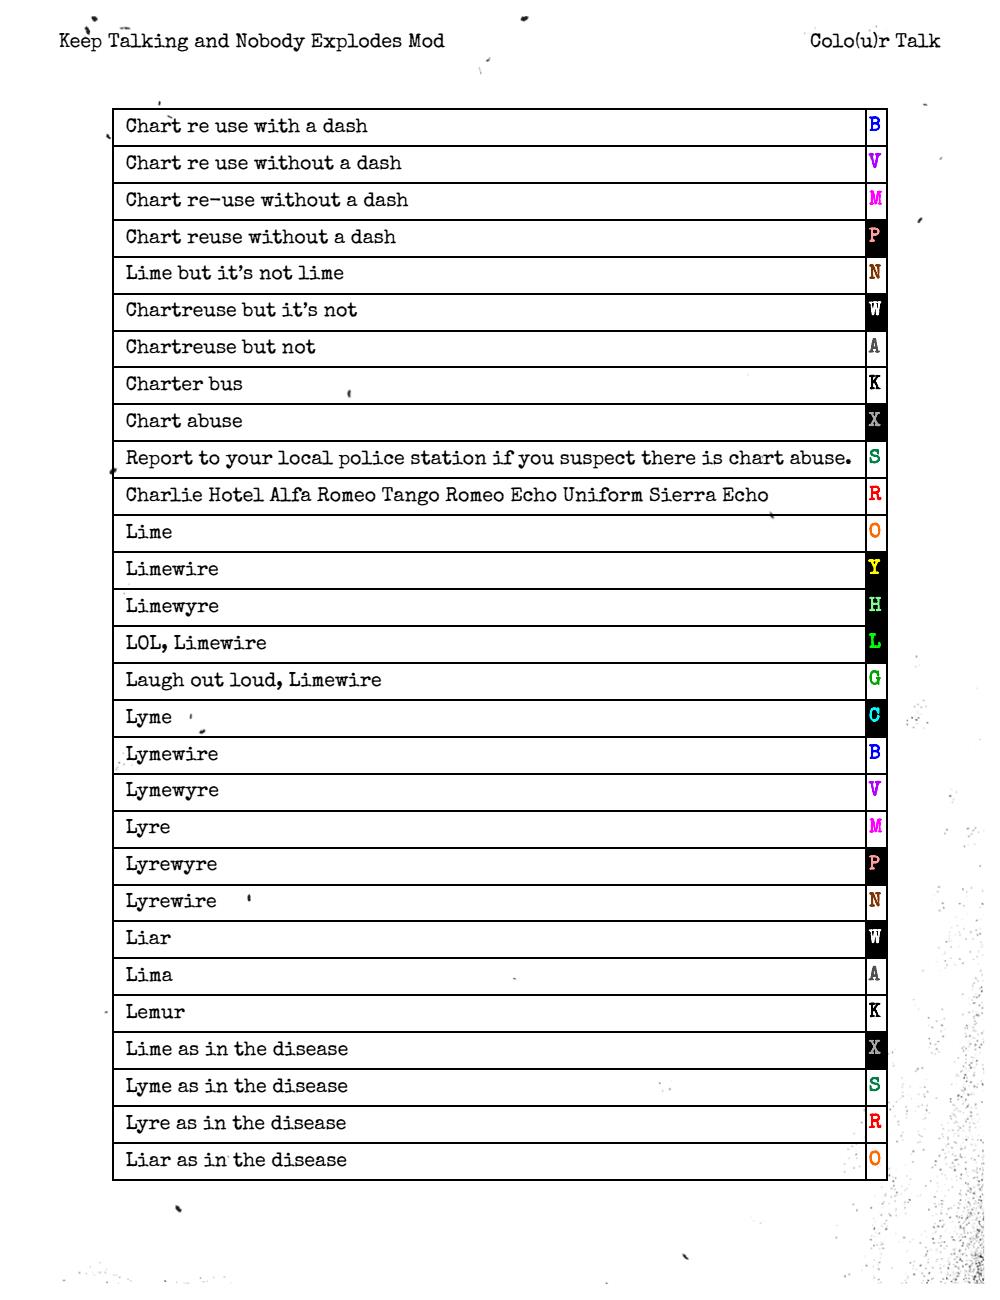 Keep Talking and Nobody Explodes Mod Colo(u)r Talk
Chart re use with a dash B
Chart re use without a dash V
Chart re-use without a dash M
Chart reuse without a dash P
Lime but it's not lime N
Chartreuse but it's not W
Chartreuse but not A
Charter bus K
Chart abuse X
Report to your local police station if you suspect there is chart abuse. S
Charlie Hotel Alfa Romeo Tango Romeo Echo Uniform Sierra Echo R
Lime O
Limewire Y
Limewyre H
LOL, Limewire L
Laugh out loud, Limewire G
Lyme C
Lymewire B
Lymewyre V
Lyre M
Lyrewyre P
Lyrewire N
Liar W
Lima A
Lemur K
Lime as in the disease X
Lyme as in the disease S
Lyre as in the disease R
Liar as in the disease O